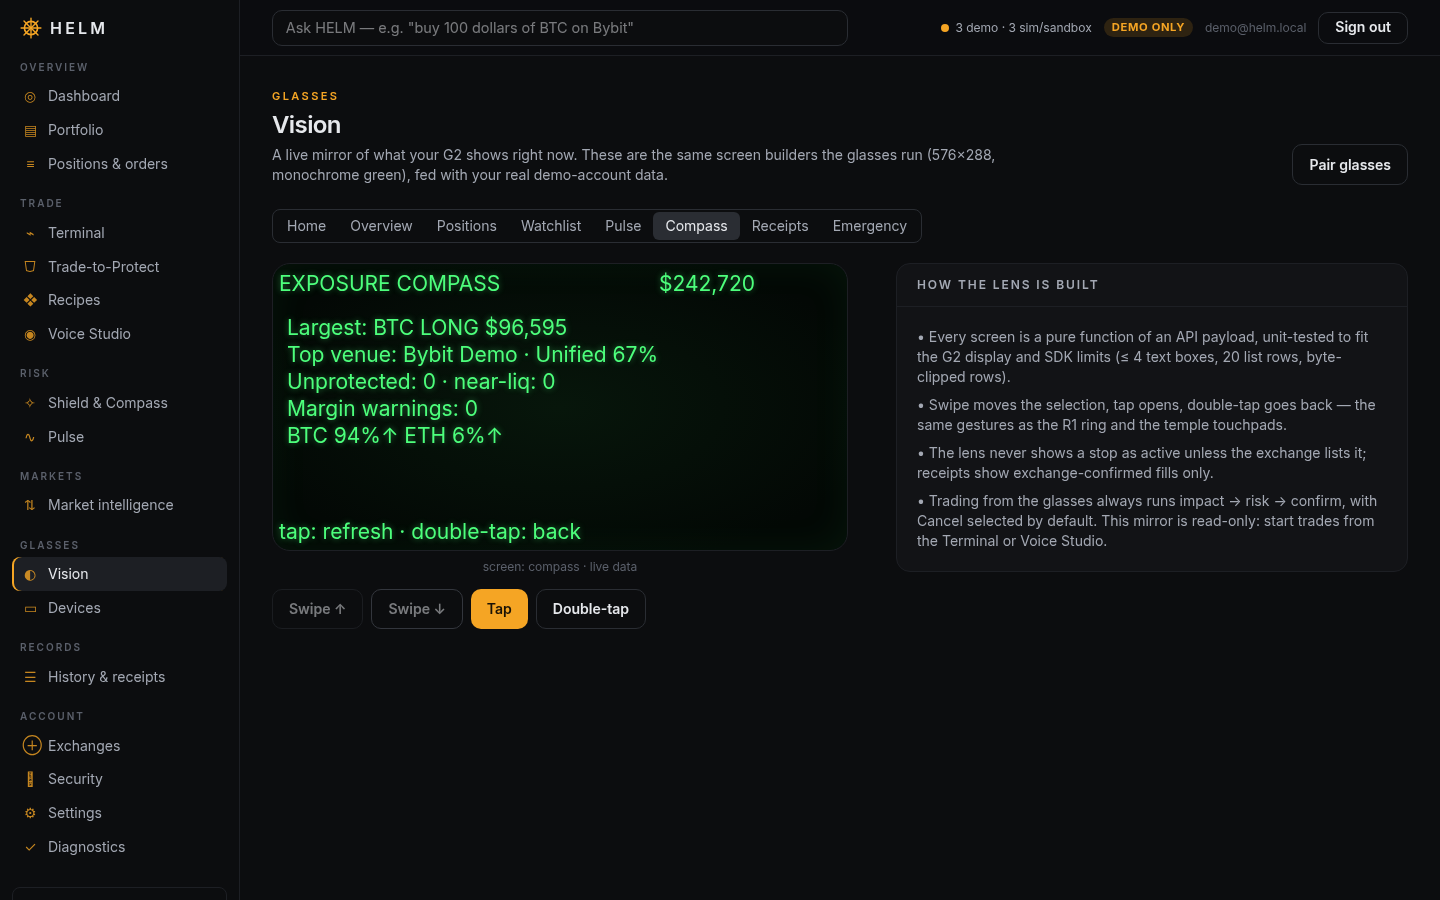 HELM
Ask HELM — e.g. "buy 100 dollars of BTC on Bybit"
3 demo · 3 sim/sandbox
DEMO ONLY
demo@helm.local
Sign out
OVERVIEW
Dashboard
Portfolio
Positions & orders
TRADE
Terminal
Trade-to-Protect
Recipes
Voice Studio
RISK
Shield & Compass
Pulse
MARKETS
Market intelligence
GLASSES
Vision
Devices
RECORDS
History & receipts
ACCOUNT
Exchanges
Security
Settings
Diagnostics
GLASSES
Vision
A live mirror of what your G2 shows right now. These are the same screen builders the glasses run (576×288,
monochrome green), fed with your real demo-account data.
Pair glasses
Home
Overview
Positions
Watchlist
Pulse
Compass
Receipts
Emergency
EXPOSURE COMPASS $242,720
Largest: BTC LONG $96,595
Top venue: Bybit Demo · Unified 67%
Unprotected: 0 · near-liq: 0
Margin warnings: 0
BTC 94%↑ ETH 6%↑
tap: refresh · double-tap: back
screen: compass · live data
Swipe ↑
Swipe ↓
Tap
Double-tap
HOW THE LENS IS BUILT
• Every screen is a pure function of an API payload, unit-tested to fit
the G2 display and SDK limits (≤ 4 text boxes, 20 list rows, byte-
clipped rows).
• Swipe moves the selection, tap opens, double-tap goes back — the
same gestures as the R1 ring and the temple touchpads.
• The lens never shows a stop as active unless the exchange lists it;
receipts show exchange-confirmed fills only.
• Trading from the glasses always runs impact → risk → confirm, with
Cancel selected by default. This mirror is read-only: start trades from
the Terminal or Voice Studio.